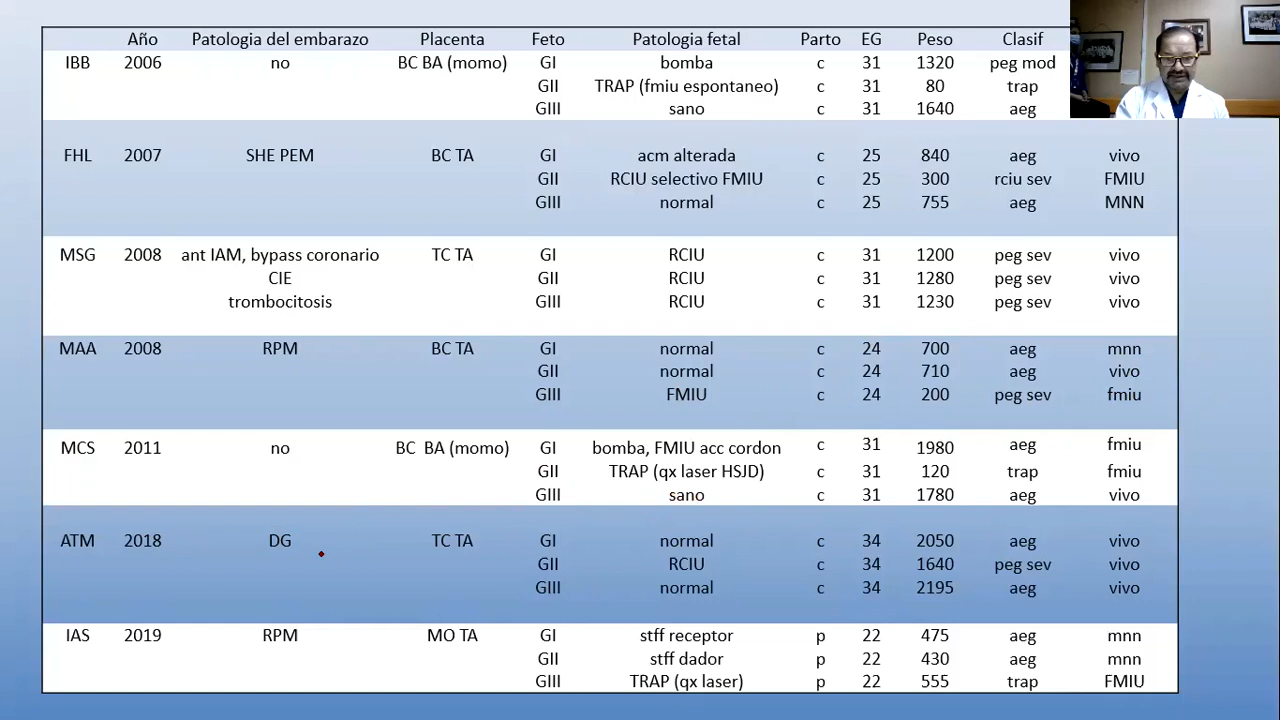 Año Patologia del embarazo Placenta Feto Patologia fetal Parto EG Peso Clasif
IBB 2006 no BC BA (momo) GI bomba c 31 1320 peg mod
GII TRAP (fmiu espontaneo) c 31 80 trap
GIII sano c 31 1640 aeg
FHL 2007 SHE PEM BC TA GI acm alterada c 25 840 aeg vivo
GII RCIU selectivo FMIU c 25 300 rciu sev FMIU
GIII normal c 25 755 aeg MNN
MSG 2008 ant IAM, bypass coronario TC TA GI RCIU c 31 1200 peg sev vivo
CIE GII RCIU c 31 1280 peg sev vivo
trombocitosis GIII RCIU c 31 1230 peg sev vivo
MAA 2008 RPM BC TA GI normal c 24 700 aeg mnn
GII normal c 24 710 aeg vivo
GIII FMIU c 24 200 peg sev fmiu
MCS 2011 no BC BA (momo) GI bomba, FMIU acc cordon c 31 1980 aeg fmiu
GII TRAP (qx laser HSJD) c 31 120 trap fmiu
GIII sano c 31 1780 aeg vivo
ATM 2018 DG TC TA GI normal c 34 2050 aeg vivo
GII RCIU c 34 1640 peg sev vivo
GIII normal c 34 2195 aeg vivo
IAS 2019 RPM MO TA GI stff receptor p 22 475 aeg mnn
GII stff dador p 22 430 aeg mnn
GIII TRAP (qx laser) p 22 555 trap FMIU